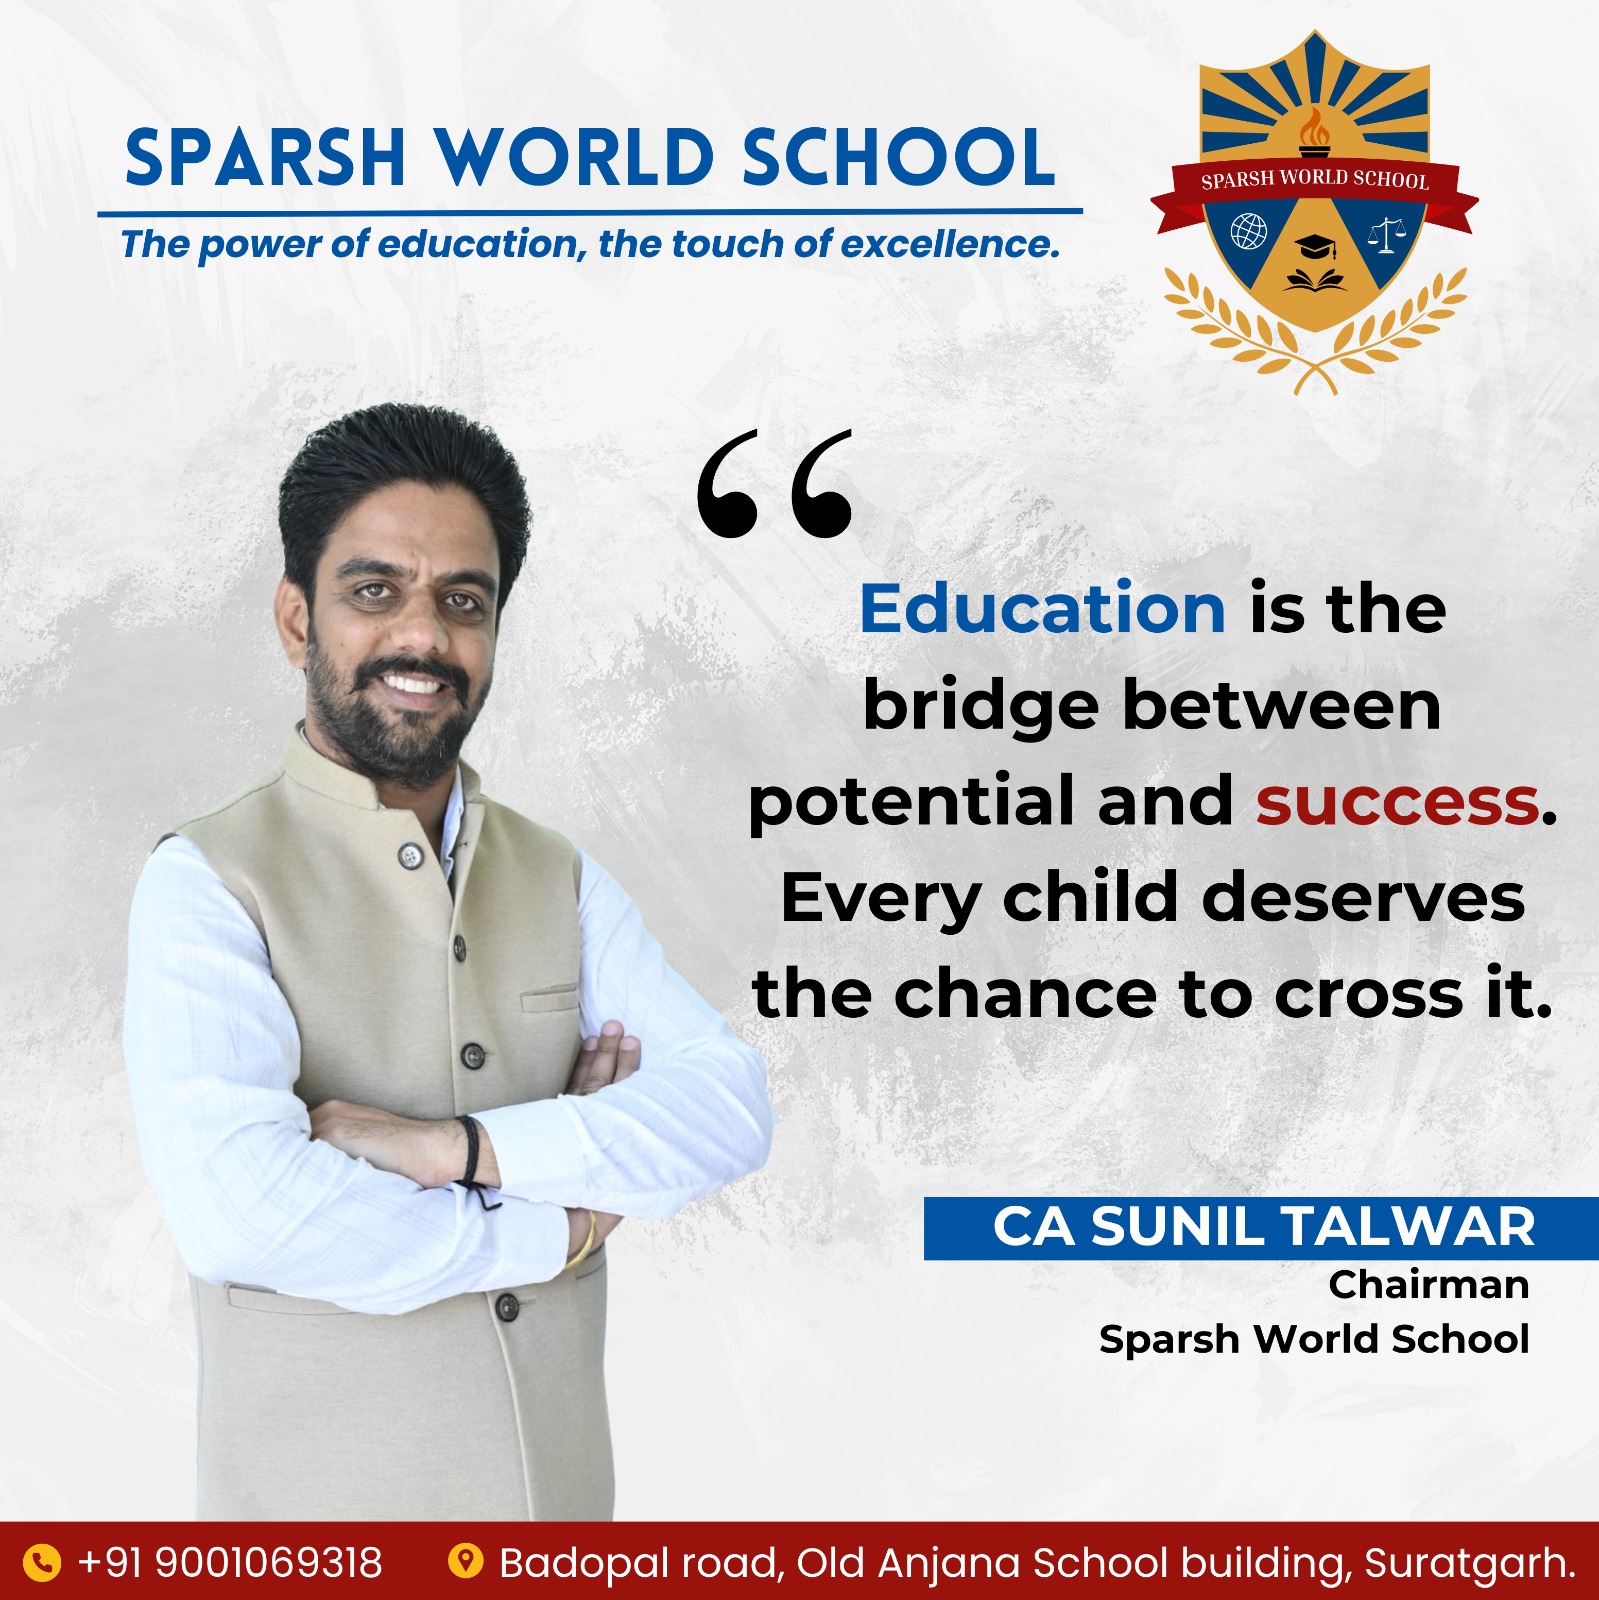 SPARSH WORLD SCHOOL
The power of education, the touch of excellence.
SPARSH WORLD SCHOOL
“
Education is the
bridge between
potential and success.
Every child deserves
the chance to cross it.
CA SUNIL TALWAR
Chairman
Sparsh World School
+91 9001069318
Badopal road, Old Anjana School building, Suratgarh.